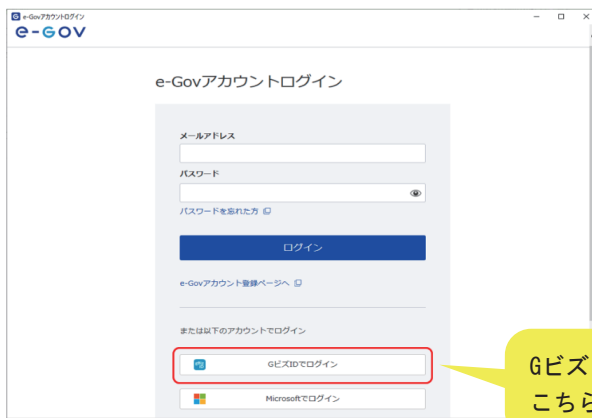 e-Govアカウントログイン
e-GOV
e-Govアカウントログイン
メールアドレス
パスワード
パスワードを忘れた方
ログイン
e-Govアカウント登録ページへ
または以下のアカウントでログイン
GビズIDでログイン
Microsoftでログイン
Gビズ
こちら